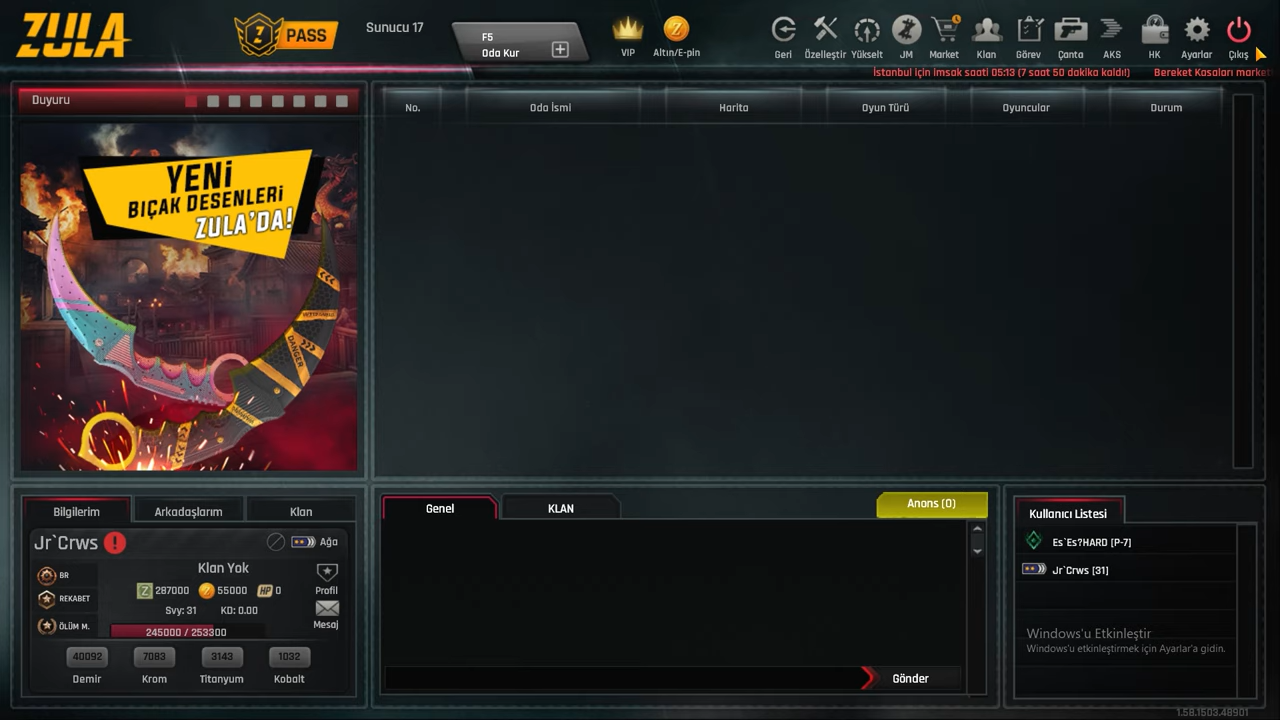 ZULA
PASS
Sunucu 17
F5
Oda Kur
VIP
Altın/E-pin
Geri
Özelleştir
Yükselt
JM
Market
Klan
Görev
Çanta
AKS
HK
Ayarlar
Çıkış
İstanbul için imsak saati 05:13 (7 saat 50 dakika kaldı!) Bereket Kasaları market
Duyuru
No.
Oda İsmi
Harita
Oyun Türü
Oyuncular
Durum
YENİ
BIÇAK DESENLERİ
ZULA'DA!
DANGER
Bilgilerim
Arkadaşlarım
Klan
Jr`Crws
Ağa
Klan Yok
BR
REKABET
ÖLÜM M.
287000
55000
HP 0
Svy: 31
KD: 0.00
245000 / 253300
Profil
Mesaj
40092
7083
3143
1032
Demir
Krom
Titanyum
Kobalt
Genel
KLAN
Anons (0)
Gönder
Kullanıcı Listesi
Es`Es?HARD [P-7]
Jr`Crws [31]
Windows'u Etkinleştir
Windows'u etkinleştirmek için Ayarlar'a gidin.
1.58.1503.48901